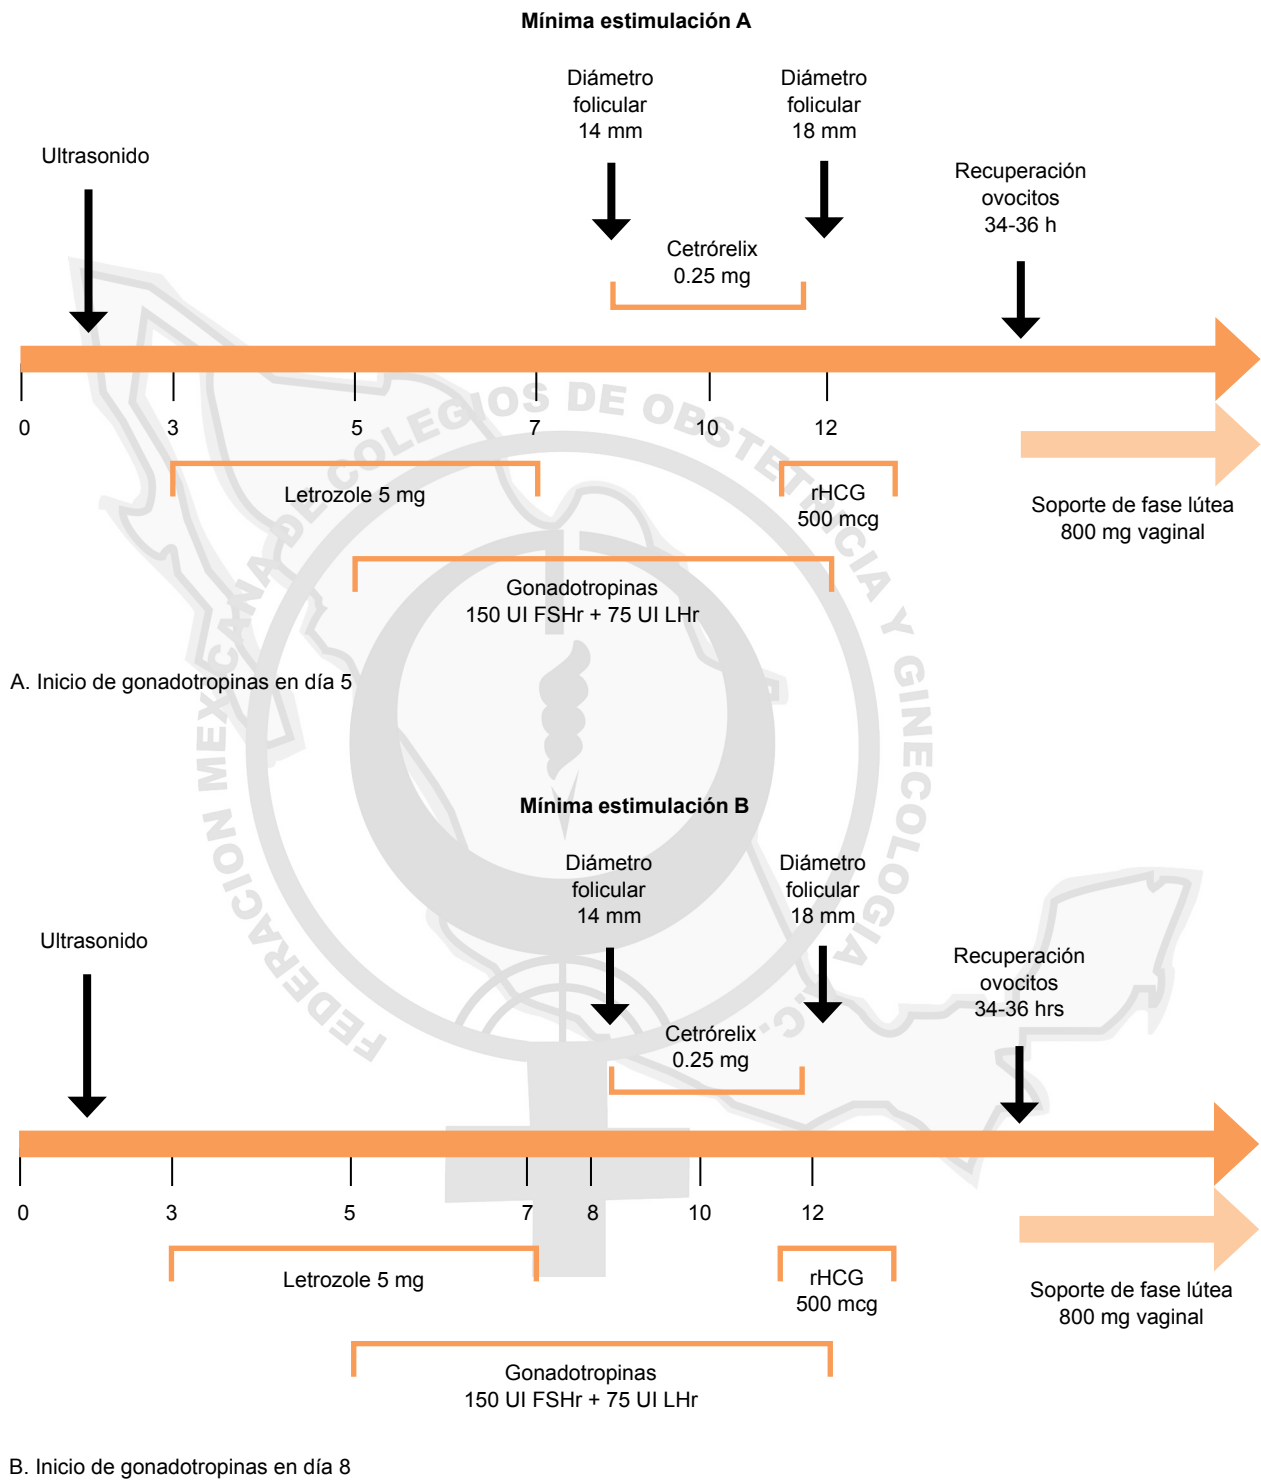 Mínima estimulación A
Diámetro
folicular
14 mm
Diámetro
folicular
18 mm
Ultrasonido
Recuperación
ovocitos
34-36 h
Cetrórelix
0.25 mg
0 3 5 7 10 12
Letrozole 5 mg
rHCG
500 mcg
Soporte de fase lútea
800 mg vaginal
Gonadotropinas
150 UI FSHr + 75 UI LHr
A. Inicio de gonadotropinas en día 5
FEDERACION MEXICANA DE COLEGIOS DE OBSTETRICIA Y GINECOLOGIA A.C.
Mínima estimulación B
Diámetro
folicular
14 mm
Diámetro
folicular
18 mm
Ultrasonido
Recuperación
ovocitos
34-36 hrs
Cetrórelix
0.25 mg
0 3 5 7 8 10 12
Letrozole 5 mg
rHCG
500 mcg
Soporte de fase lútea
800 mg vaginal
Gonadotropinas
150 UI FSHr + 75 UI LHr
B. Inicio de gonadotropinas en día 8